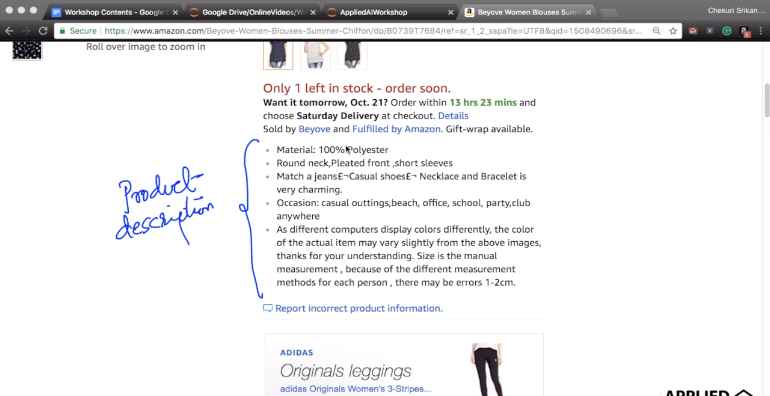 Workshop Contents - Google
Google Drive/OnlineVideos/Wo
AppliedAIWorkshop
Beyove Women Blouses Summ
Chekuri Srikan...
Secure | https://www.amazon.com/Beyove-Women-Blouses-Summer-Chiffon/dp/B0739T7684/ref=sr_1_2_sspa?ie=UTF8&qid=1508490696&sr...
Roll over image to zoom in
Only 1 left in stock - order soon.
Want it tomorrow, Oct. 21? Order within 13 hrs 23 mins and
choose Saturday Delivery at checkout. Details
Sold by Beyove and Fulfilled by Amazon. Gift-wrap available.
Material: 100% Polyester
Round neck,Pleated front ,short sleeves
Match a jeans£¬Casual shoes£¬ Necklace and Bracelet is
very charming.
Occasion: casual outtings,beach, office, school, party,club
anywhere
As different computers display colors differently, the color
of the actual item may vary slightly from the above images,
thanks for your understanding. Size is the manual
measurement , because of the different measurement
methods for each person , there may be errors 1-2cm.
Product
description
Report incorrect product information.
ADIDAS
Originals leggings
adidas Originals Women's 3-Stripes...
APPLIED